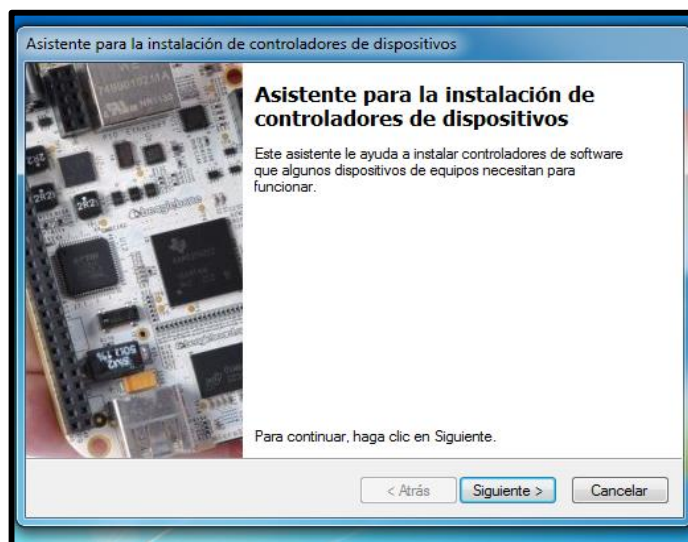 Asistente para la instalación de controladores de dispositivos
Asistente para la instalación de
controladores de dispositivos
Este asistente le ayuda a instalar controladores de software
que algunos dispositivos de equipos necesitan para
funcionar.
Para continuar, haga clic en Siguiente.
< Atrás
Siguiente >
Cancelar